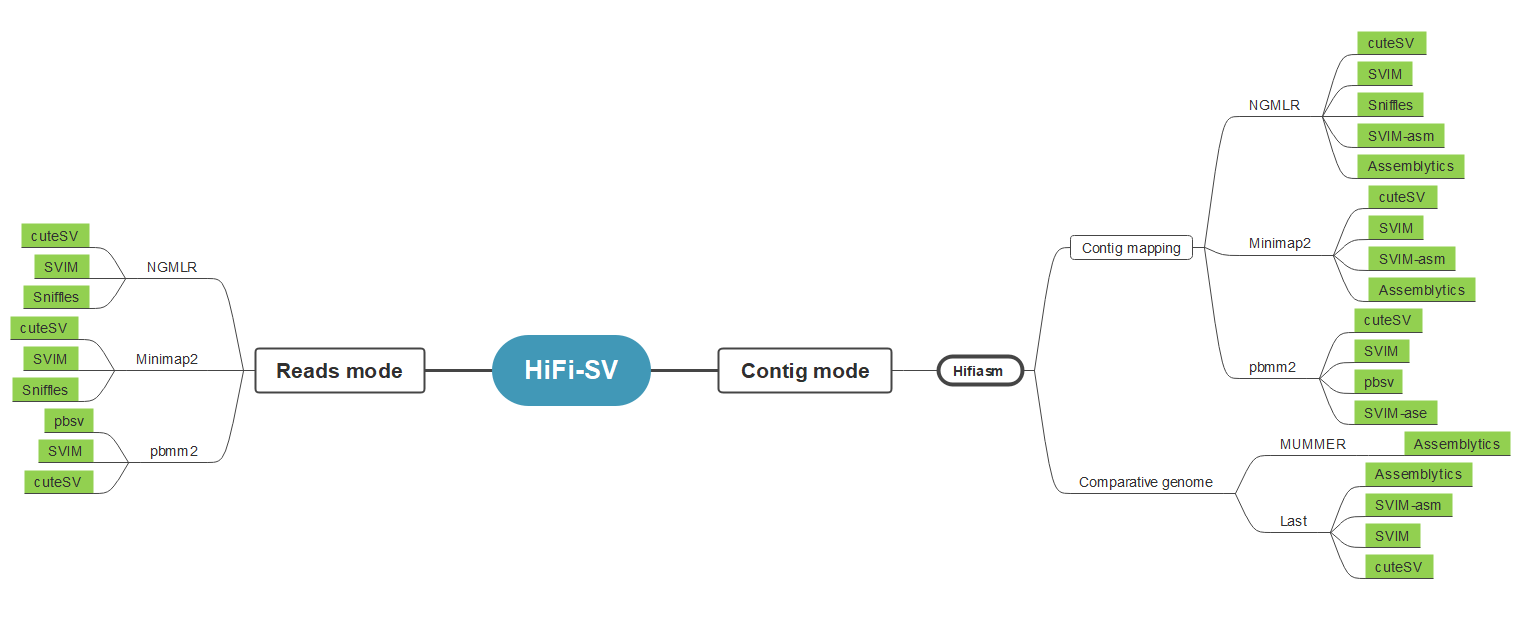 HiFi-SV
Reads mode
NGMLR
cuteSV
SVIM
Sniffles
Minimap2
cuteSV
SVIM
Sniffles
pbmm2
pbsv
SVIM
cuteSV
Contig mode
Hifiasm
Contig mapping
NGMLR
cuteSV
SVIM
Sniffles
SVIM-asm
Assemblytics
Minimap2
cuteSV
SVIM
SVIM-asm
Assemblytics
pbmm2
cuteSV
SVIM
pbsv
SVIM-ase
Comparative genome
MUMMER
Assemblytics
Last
Assemblytics
SVIM-asm
SVIM
cuteSV